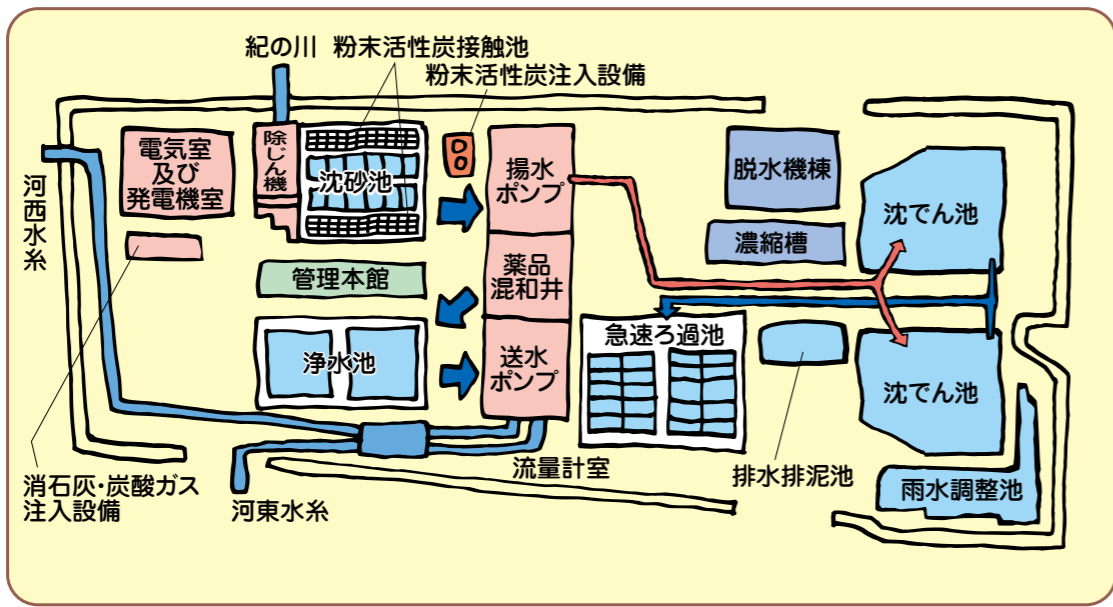 紀の川
粉末活性炭接触池
粉末活性炭注入設備
電気室
及び
発電機室
除じん機
沈砂池
揚水
ポンプ
脱水機棟
沈でん池
河西水糸
濃縮槽
管理本館
薬品
混和井
急速ろ過池
浄水池
送水
ポンプ
沈でん池
流量計室
排水排泥池
消石灰・炭酸ガス
注入設備
河東水糸
雨水調整池